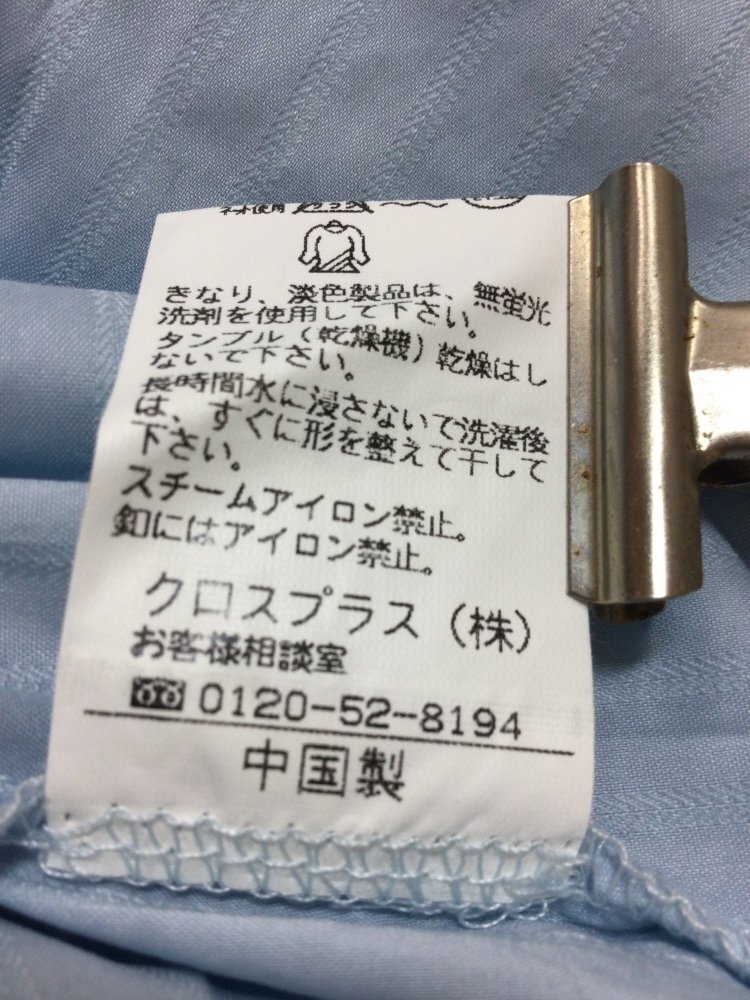 ネット使用
きなり、淡色製品は、無蛍光
洗剤を使用して下さい。
タンブル(乾燥機)乾燥はし
ないで下さい。
長時間水に浸さないで洗濯後
は、すぐに形を整えて干して
下さい。
スチームアイロン禁止。
釦にはアイロン禁止。
クロスプラス(株)
お客様相談室
0120-52-8194
中国製